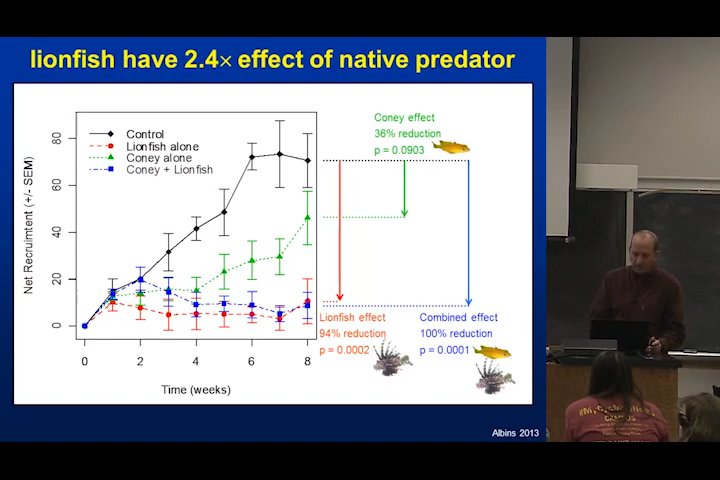 lionfish have 2.4× effect of native predator
Control
Lionfish alone
Coney alone
Coney + Lionfish
Net Recruimtent (+/- SEM)
0
20
40
60
80
0
2
4
6
8
Time (weeks)
Coney effect
36% reduction
p = 0.0903
Lionfish effect
94% reduction
p = 0.0002
Combined effect
100% reduction
p = 0.0001
Albins 2013